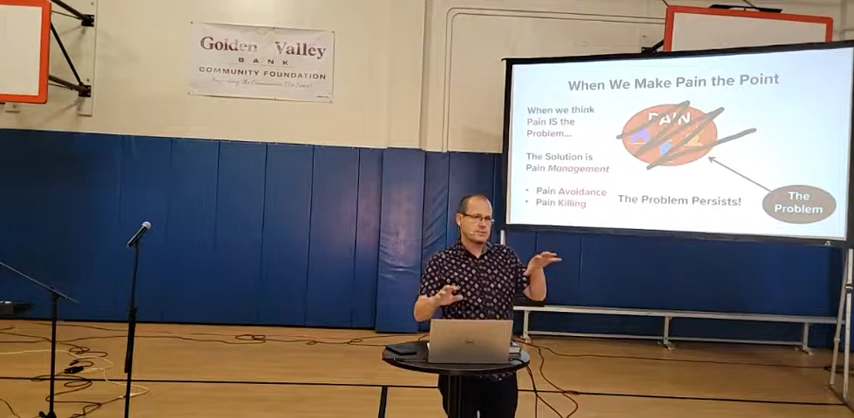 Golden Valley
BANK
COMMUNITY FOUNDATION
When We Make Pain the Point
When we think
Pain IS the
Problem...
The Solution is
Pain Management
• Pain Avoidance
• Pain Killing
PAIN
The Problem Persists!
The
Problem